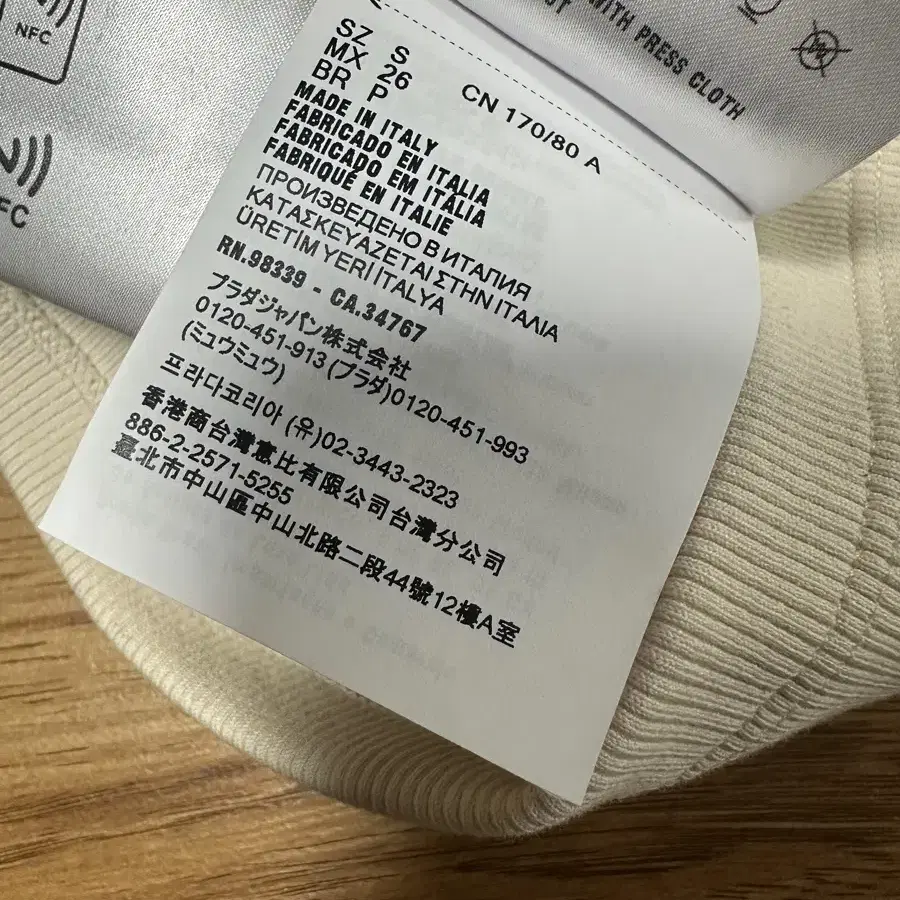 NFC
NFC
WITH PRESS CLOTH
SZ S
MX 26
BR P
CN 170/80 A
MADE IN ITALY
FABRICADO EN ITALIA
FABRICADO EM ITÁLIA
FABRIQUÉ EN ITALIE
ПРОИЗВЕДЕНО В ИТАЛИЯ
ΚΑΤΑΣΚΕΥΑΖΕΤΑΙ ΣΤΗΝ ΙΤΑΛΙΑ
ÜRETİM YERİ İTALYA
RN.98339 - CA.34767
プラダジャパン株式会社
0120-451-913 (プラダ)0120-451-993
(ミュウミュウ)
프라다코리아 (유)02-3443-2323
香港商台灣惠比有限公司台灣分公司
886-2-2571-5255
臺北市中山區中山北路二段44號12樓A室